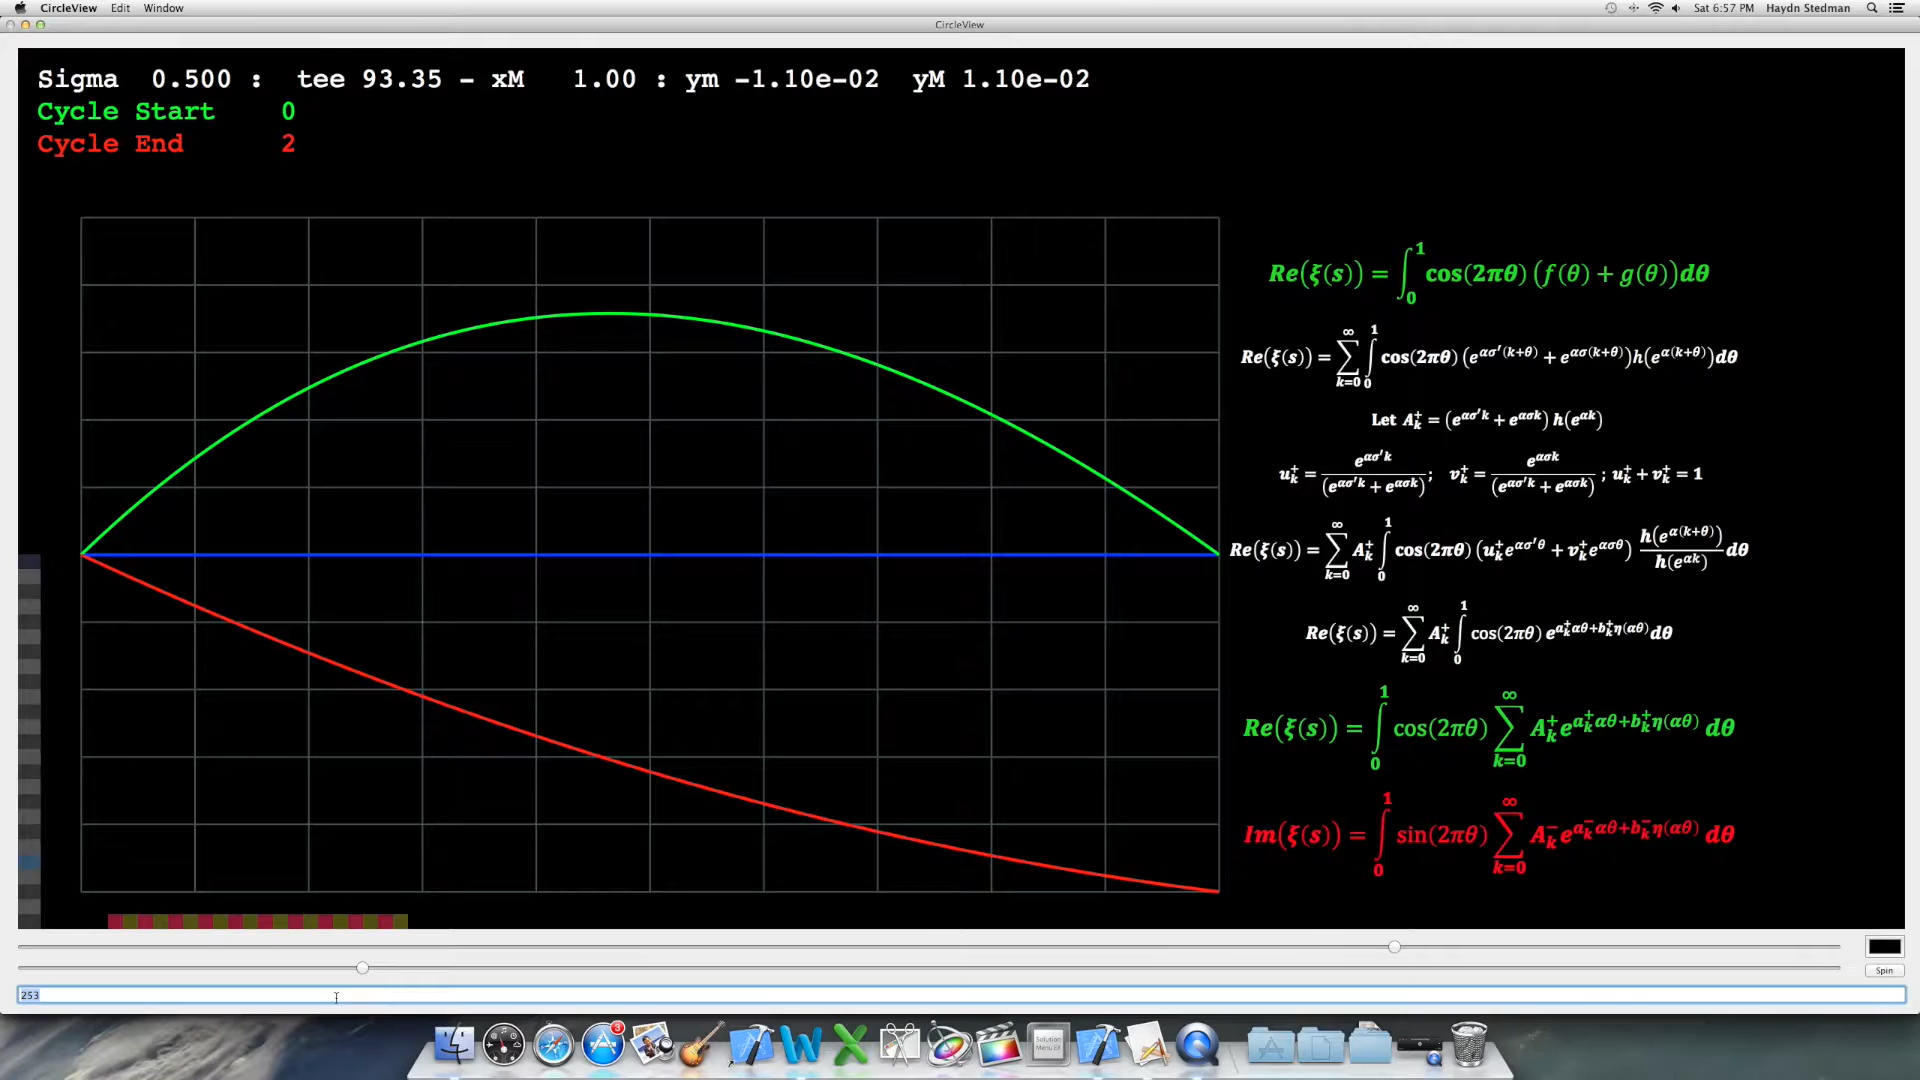 CircleView Edit Window Sat 6:57 PM Haydn Stedman
CircleView
Sigma 0.500 : tee 93.35 - xM 1.00 : ym -1.10e-02 yM 1.10e-02
Cycle Start 0
Cycle End 2
Re(ξ(s)) = ∫₀¹ cos(2πθ) (f(θ) + g(θ))dθ
Re(ξ(s)) = ∑_{k=0}^{∞} ∫₀¹ cos(2πθ) (e^{ασ′(k+θ)} + e^{ασ(k+θ)})h(e^{α(k+θ)})dθ
Let A_k^+ = (e^{ασ′k} + e^{ασk}) h(e^{αk})
u_k^+ = e^{ασ′k} / (e^{ασ′k} + e^{ασk}); v_k^+ = e^{ασk} / (e^{ασ′k} + e^{ασk}) ; u_k^+ + v_k^+ = 1
Re(ξ(s)) = ∑_{k=0}^{∞} A_k^+ ∫₀¹ cos(2πθ) (u_k^+ e^{ασ′θ} + v_k^+ e^{ασθ}) h(e^{α(k+θ)}) / h(e^{αk}) dθ
Re(ξ(s)) = ∑_{k=0}^{∞} A_k^+ ∫₀¹ cos(2πθ) e^{a_k^+ αθ+b_k^+ η(αθ)} dθ
Re(ξ(s)) = ∫₀¹ cos(2πθ) ∑_{k=0}^{∞} A_k^+ e^{a_k^+ αθ+b_k^+ η(αθ)} dθ
Im(ξ(s)) = ∫₀¹ sin(2πθ) ∑_{k=0}^{∞} A_k^- e^{a_k^- αθ+b_k^- η(αθ)} dθ
Spin
253
3
Solution Menu EX